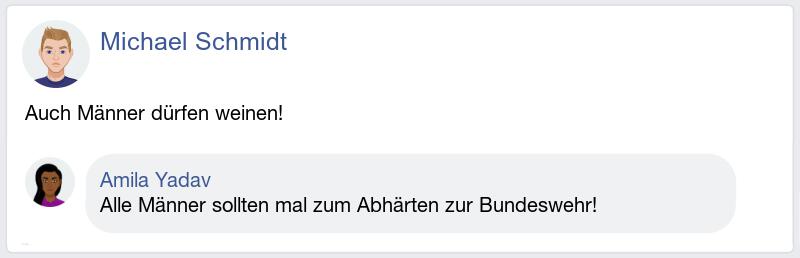 Michael Schmidt
Auch Männer dürfen weinen!
Amila Yadav
Alle Männer sollten mal zum Abhärten zur Bundeswehr!